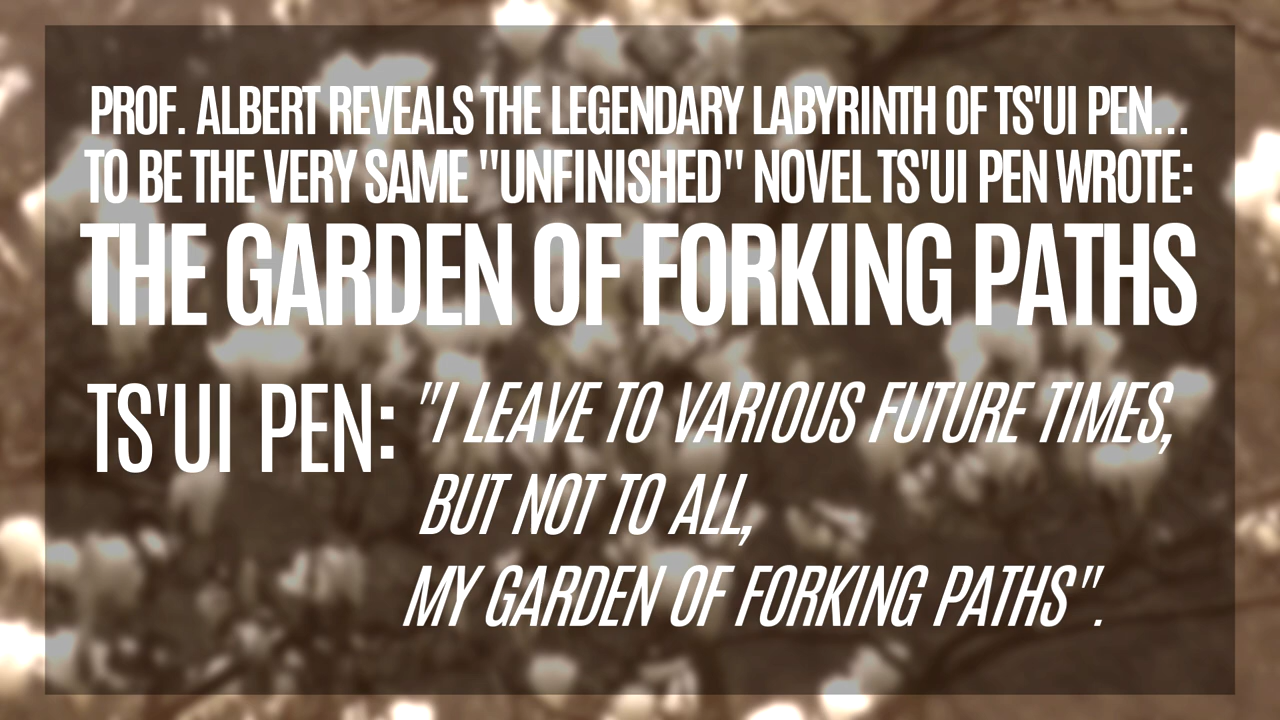 PROF. ALBERT REVEALS THE LEGENDARY LABYRINTH OF TS'UI PEN...
TO BE THE VERY SAME "UNFINISHED" NOVEL TS'UI PEN WROTE:
THE GARDEN OF FORKING PATHS
TS'UI PEN: "I LEAVE TO VARIOUS FUTURE TIMES,
BUT NOT TO ALL,
MY GARDEN OF FORKING PATHS".